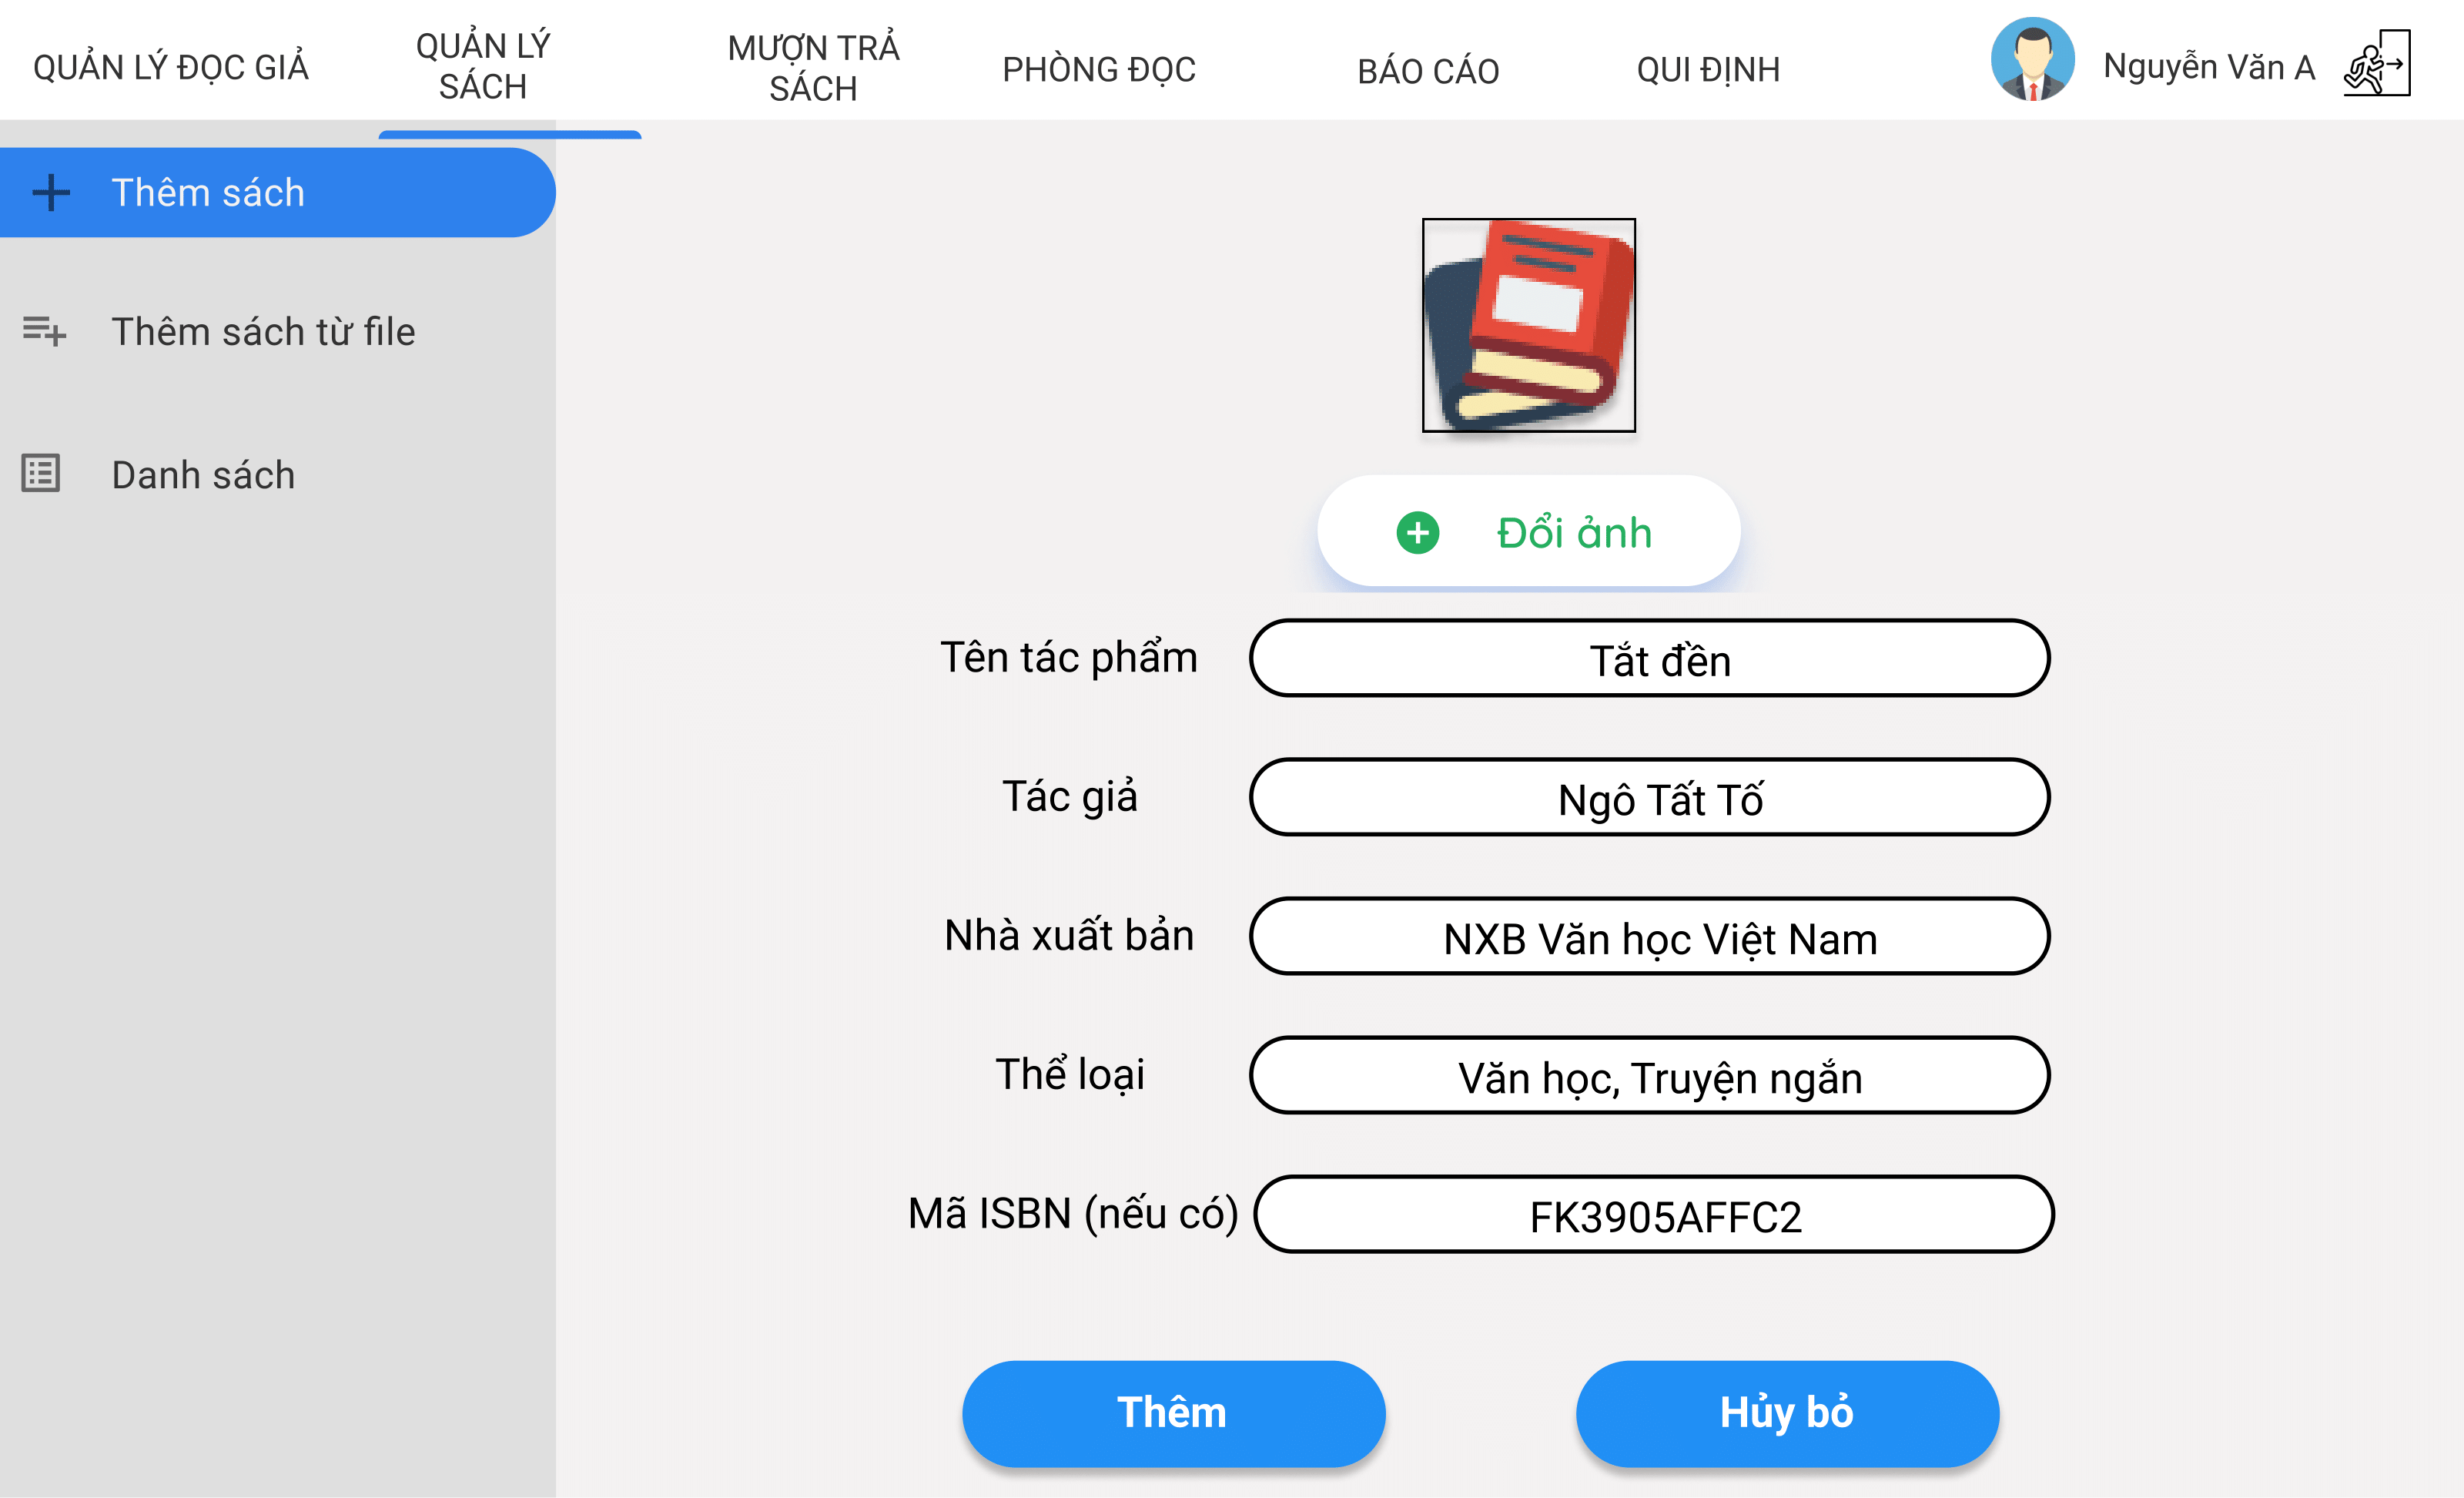 QUẢN LÝ ĐỌC GIẢ
QUẢN LÝ
SÁCH
MƯỢN TRẢ
SÁCH
PHÒNG ĐỌC
BÁO CÁO
QUI ĐỊNH
Nguyễn Văn A
Thêm sách
Thêm sách từ file
Danh sách
Đổi ảnh
Tên tác phẩm
Tắt đền
Tác giả
Ngô Tất Tố
Nhà xuất bản
NXB Văn học Việt Nam
Thể loại
Văn học, Truyện ngắn
Mã ISBN (nếu có)
FK3905AFFC2
Thêm
Hủy bỏ